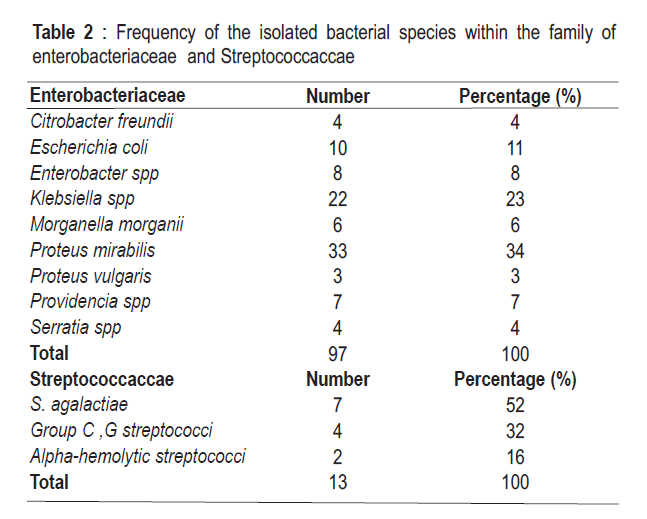 Table 2 : Frequency of the isolated bacterial species within the family of
enterobacteriaceae and Streptococcaccae
Enterobacteriaceae Number Percentage (%)
Citrobacter freundii 4 4
Escherichia coli 10 11
Enterobacter spp 8 8
Klebsiella spp 22 23
Morganella morganii 6 6
Proteus mirabilis 33 34
Proteus vulgaris 3 3
Providencia spp 7 7
Serratia spp 4 4
Total 97 100
Streptococcaccae Number Percentage (%)
S. agalactiae 7 52
Group C ,G streptococci 4 32
Alpha-hemolytic streptococci 2 16
Total 13 100